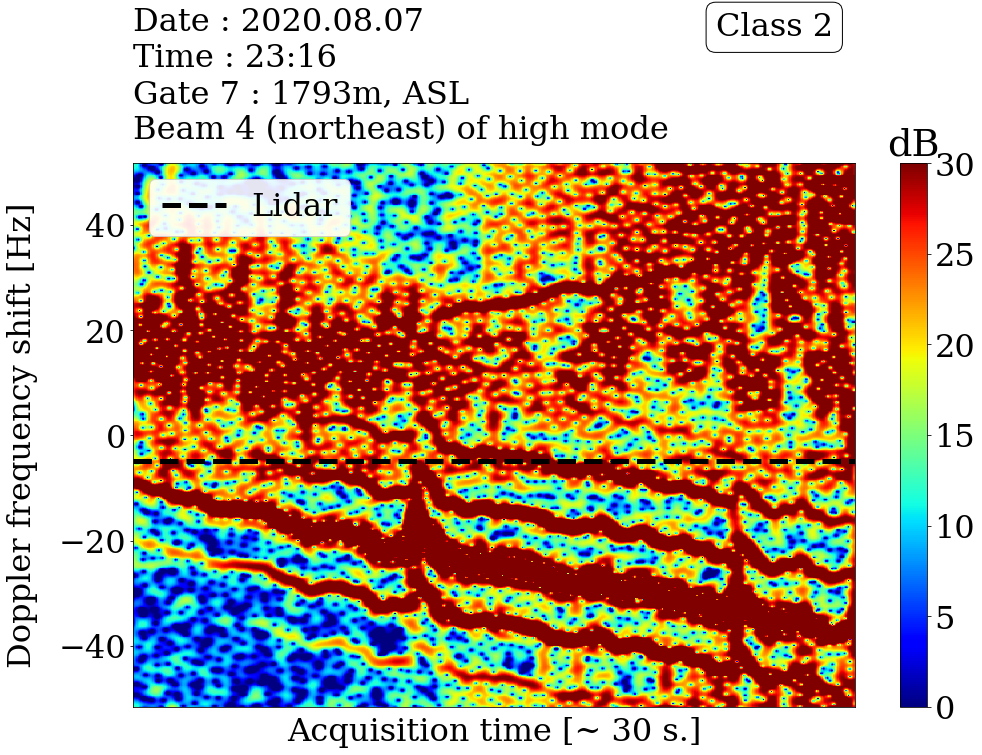 Date : 2020.08.07
Time : 23:16
Gate 7 : 1793m, ASL
Beam 4 (northeast) of high mode
Class 2
dB
Lidar
Doppler frequency shift [Hz]
40
20
0
−20
−40
30
25
20
15
10
5
0
Acquisition time [~ 30 s.]